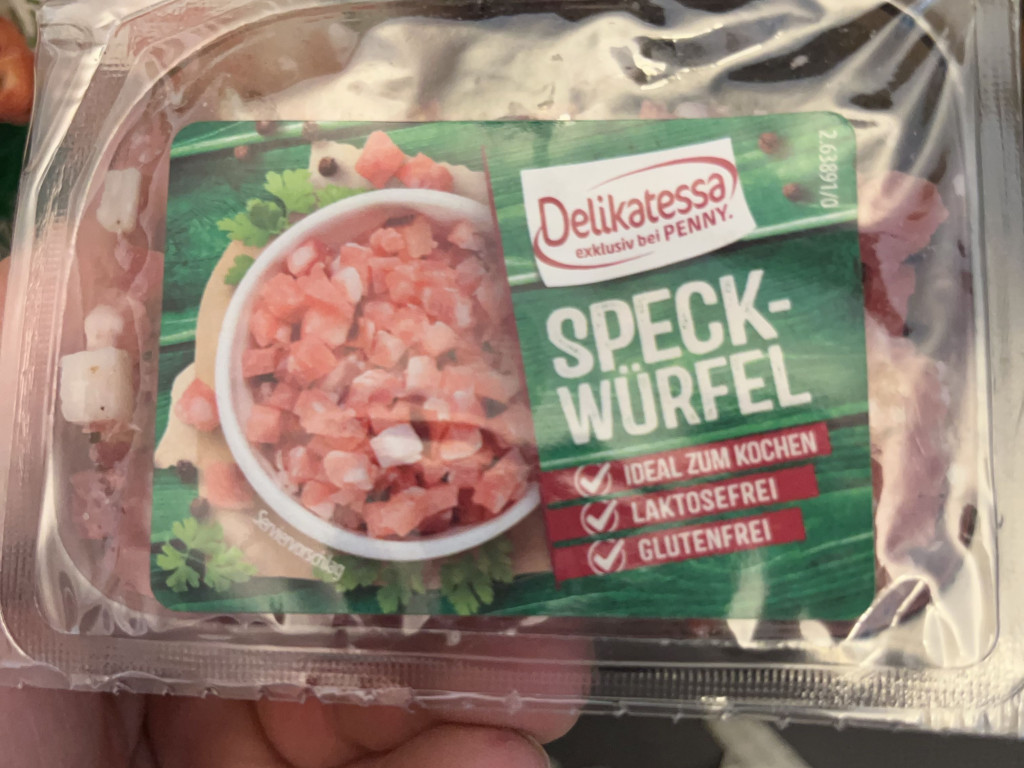 Delikatessa
exklusiv bei PENNY.
SPECK-
WÜRFEL
IDEAL ZUM KOCHEN
LAKTOSEFREI
GLUTENFREI
Serviervorschlag
2.63891/0